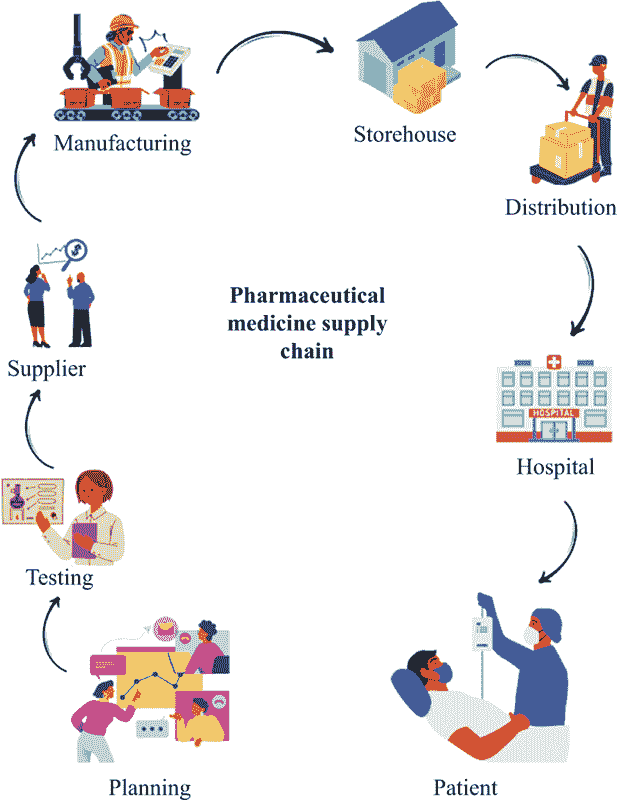 Manufacturing
Storehouse
Distribution
Pharmaceutical
medicine supply
chain
Supplier
HOSPITAL
Hospital
Testing
Planning
Patient